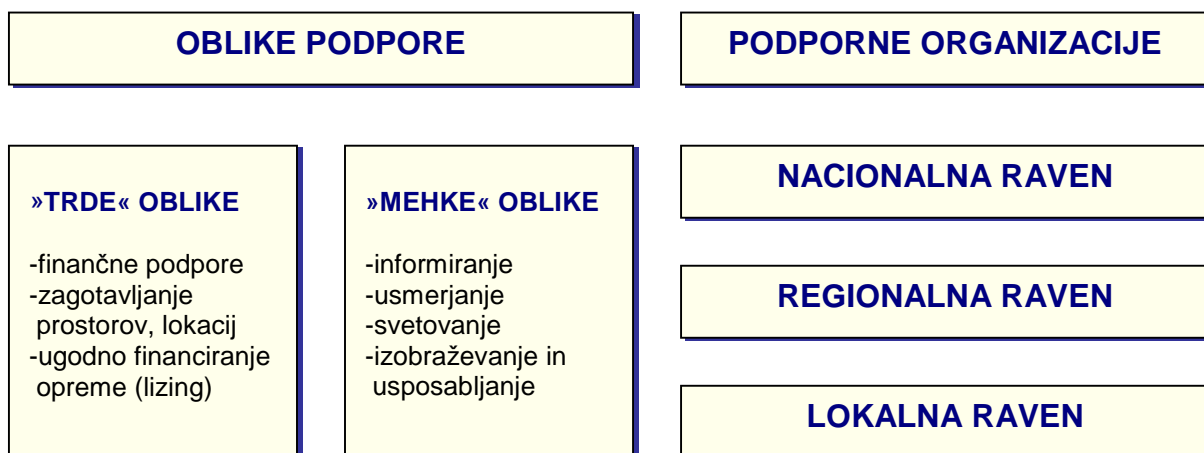 OBLIKE PODPORE
»TRDE« OBLIKE
-finančne podpore
-zagotavljanje
prostorov, lokacij
-ugodno financiranje
opreme (lizing)
»MEHKE« OBLIKE
-informiranje
-usmerjanje
-svetovanje
-izobraževanje in
usposabljanje
PODPORNE ORGANIZACIJE
NACIONALNA RAVEN
REGIONALNA RAVEN
LOKALNA RAVEN